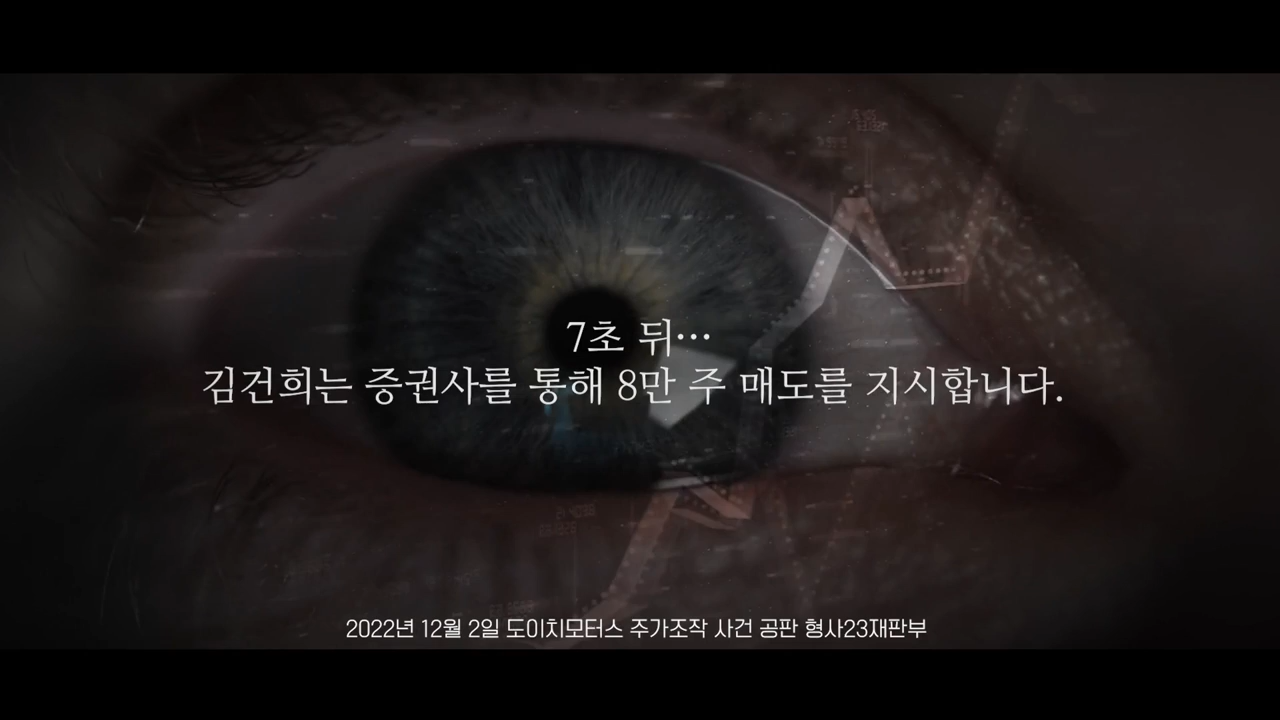 7초 뒤…
김건희는 증권사를 통해 8만 주 매도를 지시합니다.
2022년 12월 2일 도이치모터스 주가조작 사건 공판 형사23재판부